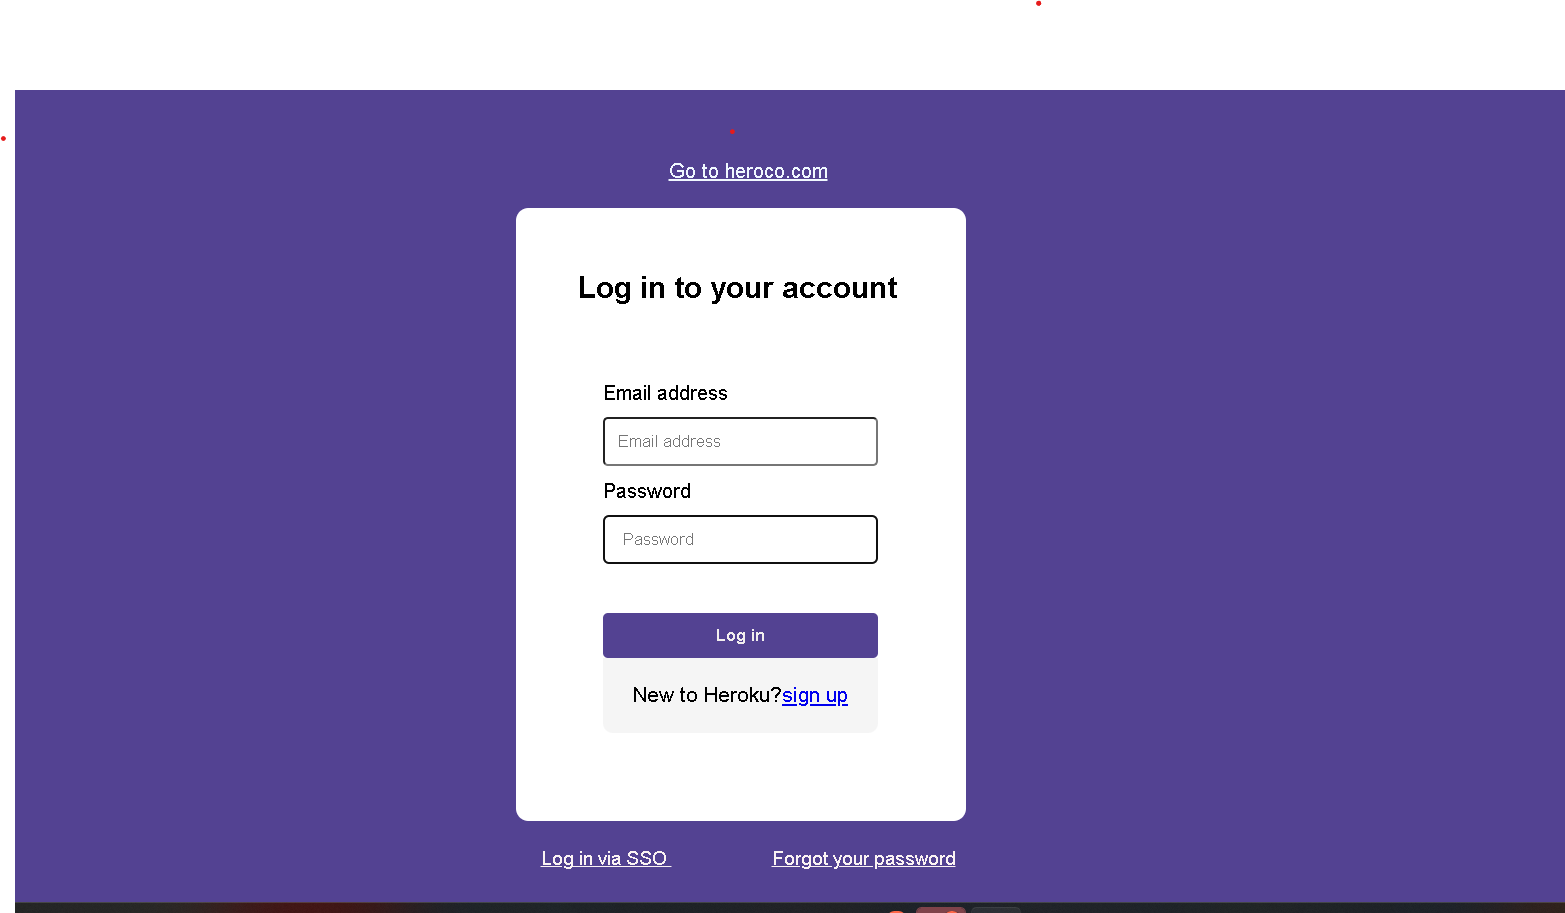 Go to heroco.com
Log in to your account
Email address
Email address
Password
Password
Log in
New to Heroku?sign up
Log in via SSO
Forgot your password